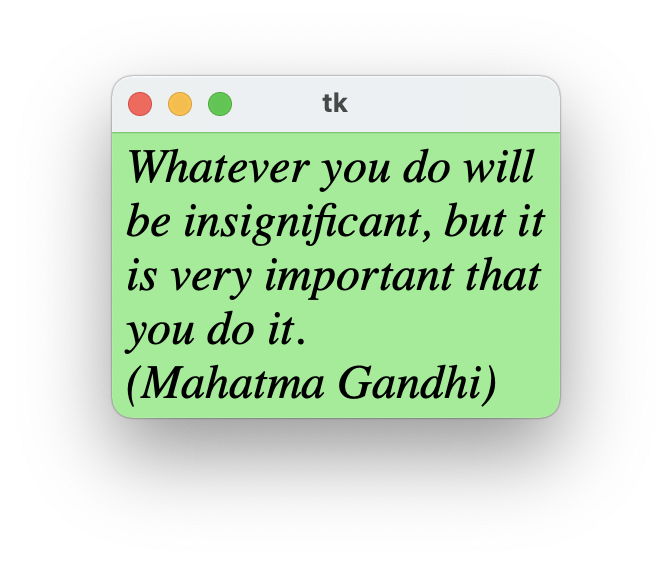 tk
Whatever you do will
be insignificant, but it
is very important that
you do it.
(Mahatma Gandhi)